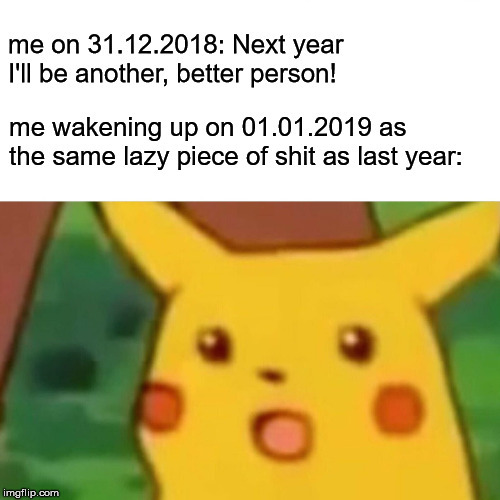 me on 31.12.2018: Next year
I'll be another, better person!
me wakening up on 01.01.2019 as
the same lazy piece of shit as last year:
imgflip.com